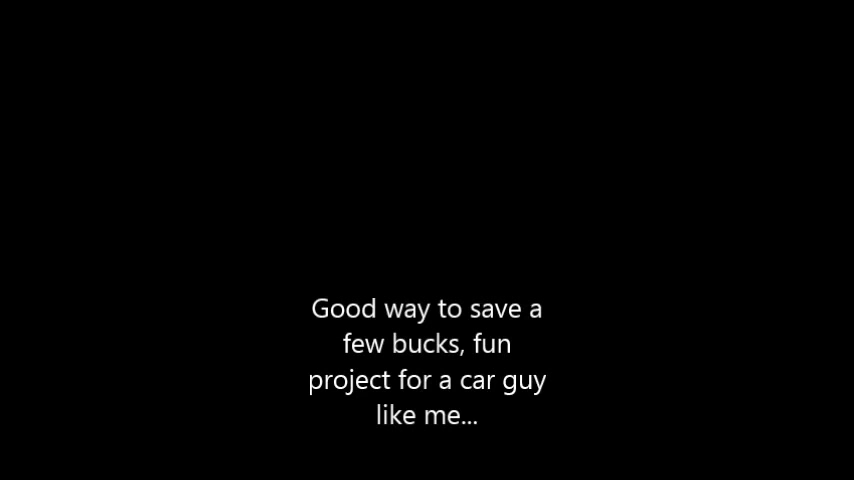 Good way to save a
few bucks, fun
project for a car guy
like me...